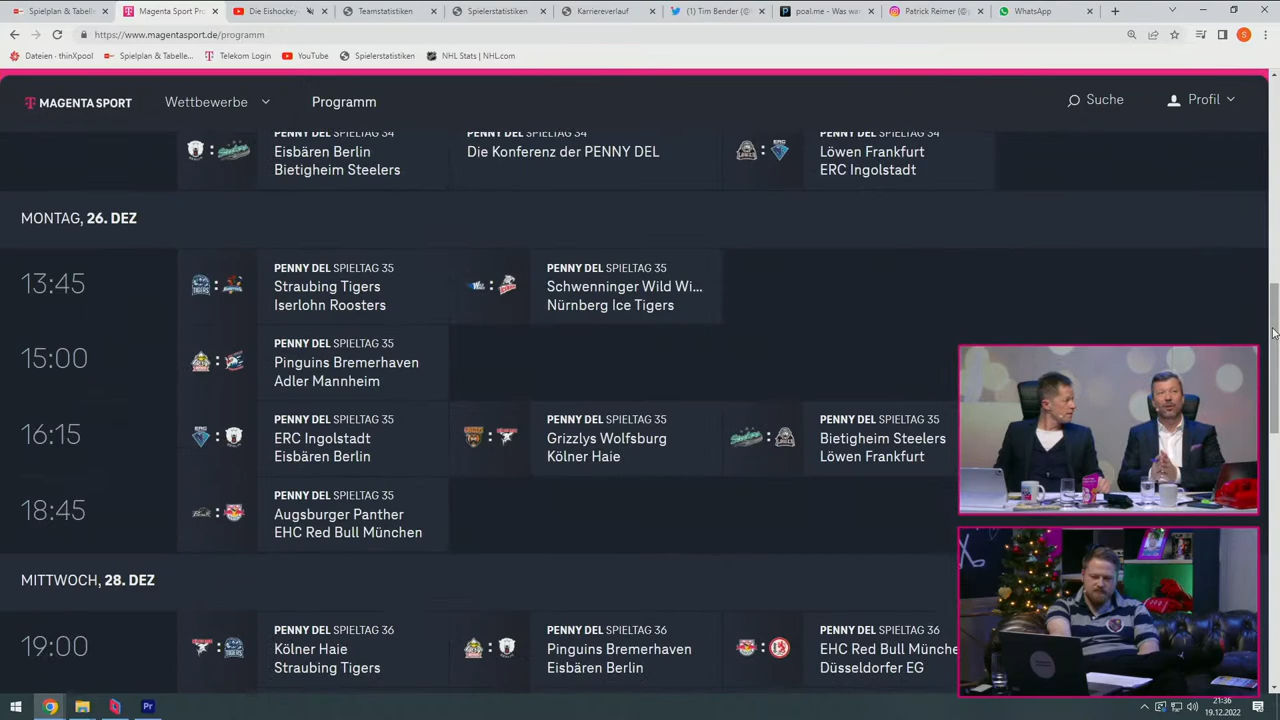 Spielplan & Tabelle
Magenta Sport Pro
Die Eishockey-
Teamstatistiken
Spielerstatistiken
Karriereverlauf
(1) Tim Bender (@
poal.me - Was wa
Patrick Reimer (@
WhatsApp
https://www.magentasport.de/programm
S
Dateien - thinXpool
Spielplan & Tabelle...
Telekom Login
YouTube
Spielerstatistiken
NHL Stats | NHL.com
T MAGENTA SPORT
Wettbewerbe
Programm
Suche
Profil
PENNY DEL SPIELTAG 34
Eisbären Berlin
Bietigheim Steelers
PENNY DEL SPIELTAG 34
Die Konferenz der PENNY DEL
PENNY DEL SPIELTAG 34
Löwen Frankfurt
ERC Ingolstadt
MONTAG, 26. DEZ
13:45
PENNY DEL SPIELTAG 35
Straubing Tigers
Iserlohn Roosters
PENNY DEL SPIELTAG 35
Schwenninger Wild Wi...
Nürnberg Ice Tigers
15:00
PENNY DEL SPIELTAG 35
Pinguins Bremerhaven
Adler Mannheim
16:15
PENNY DEL SPIELTAG 35
ERC Ingolstadt
Eisbären Berlin
PENNY DEL SPIELTAG 35
Grizzlys Wolfsburg
Kölner Haie
PENNY DEL SPIELTAG 35
Bietigheim Steelers
Löwen Frankfurt
18:45
PENNY DEL SPIELTAG 35
Augsburger Panther
EHC Red Bull München
MITTWOCH, 28. DEZ
19:00
PENNY DEL SPIELTAG 36
Kölner Haie
Straubing Tigers
PENNY DEL SPIELTAG 36
Pinguins Bremerhaven
Eisbären Berlin
PENNY DEL SPIELTAG 36
EHC Red Bull Münche
Düsseldorfer EG
Pr
21:36
19.12.2022